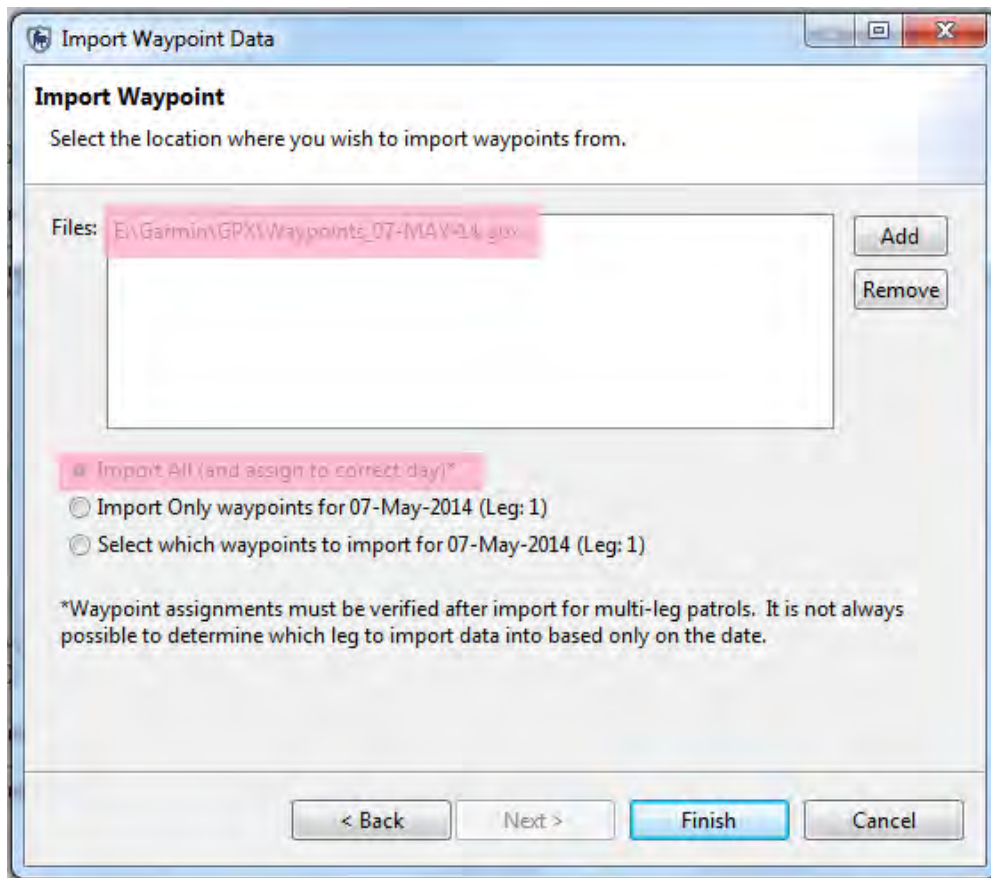 Import Waypoint Data
Import Waypoint
Select the location where you wish to import waypoints from.
Files:
E:\Garmin\GPX\Waypoints_07-MAY-14.gpx
Add
Remove
Import All (and assign to correct day)*
Import Only waypoints for 07-May-2014 (Leg: 1)
Select which waypoints to import for 07-May-2014 (Leg: 1)
*Waypoint assignments must be verified after import for multi-leg patrols.  It is not always
possible to determine which leg to import data into based only on the date.
< Back
Next >
Finish
Cancel